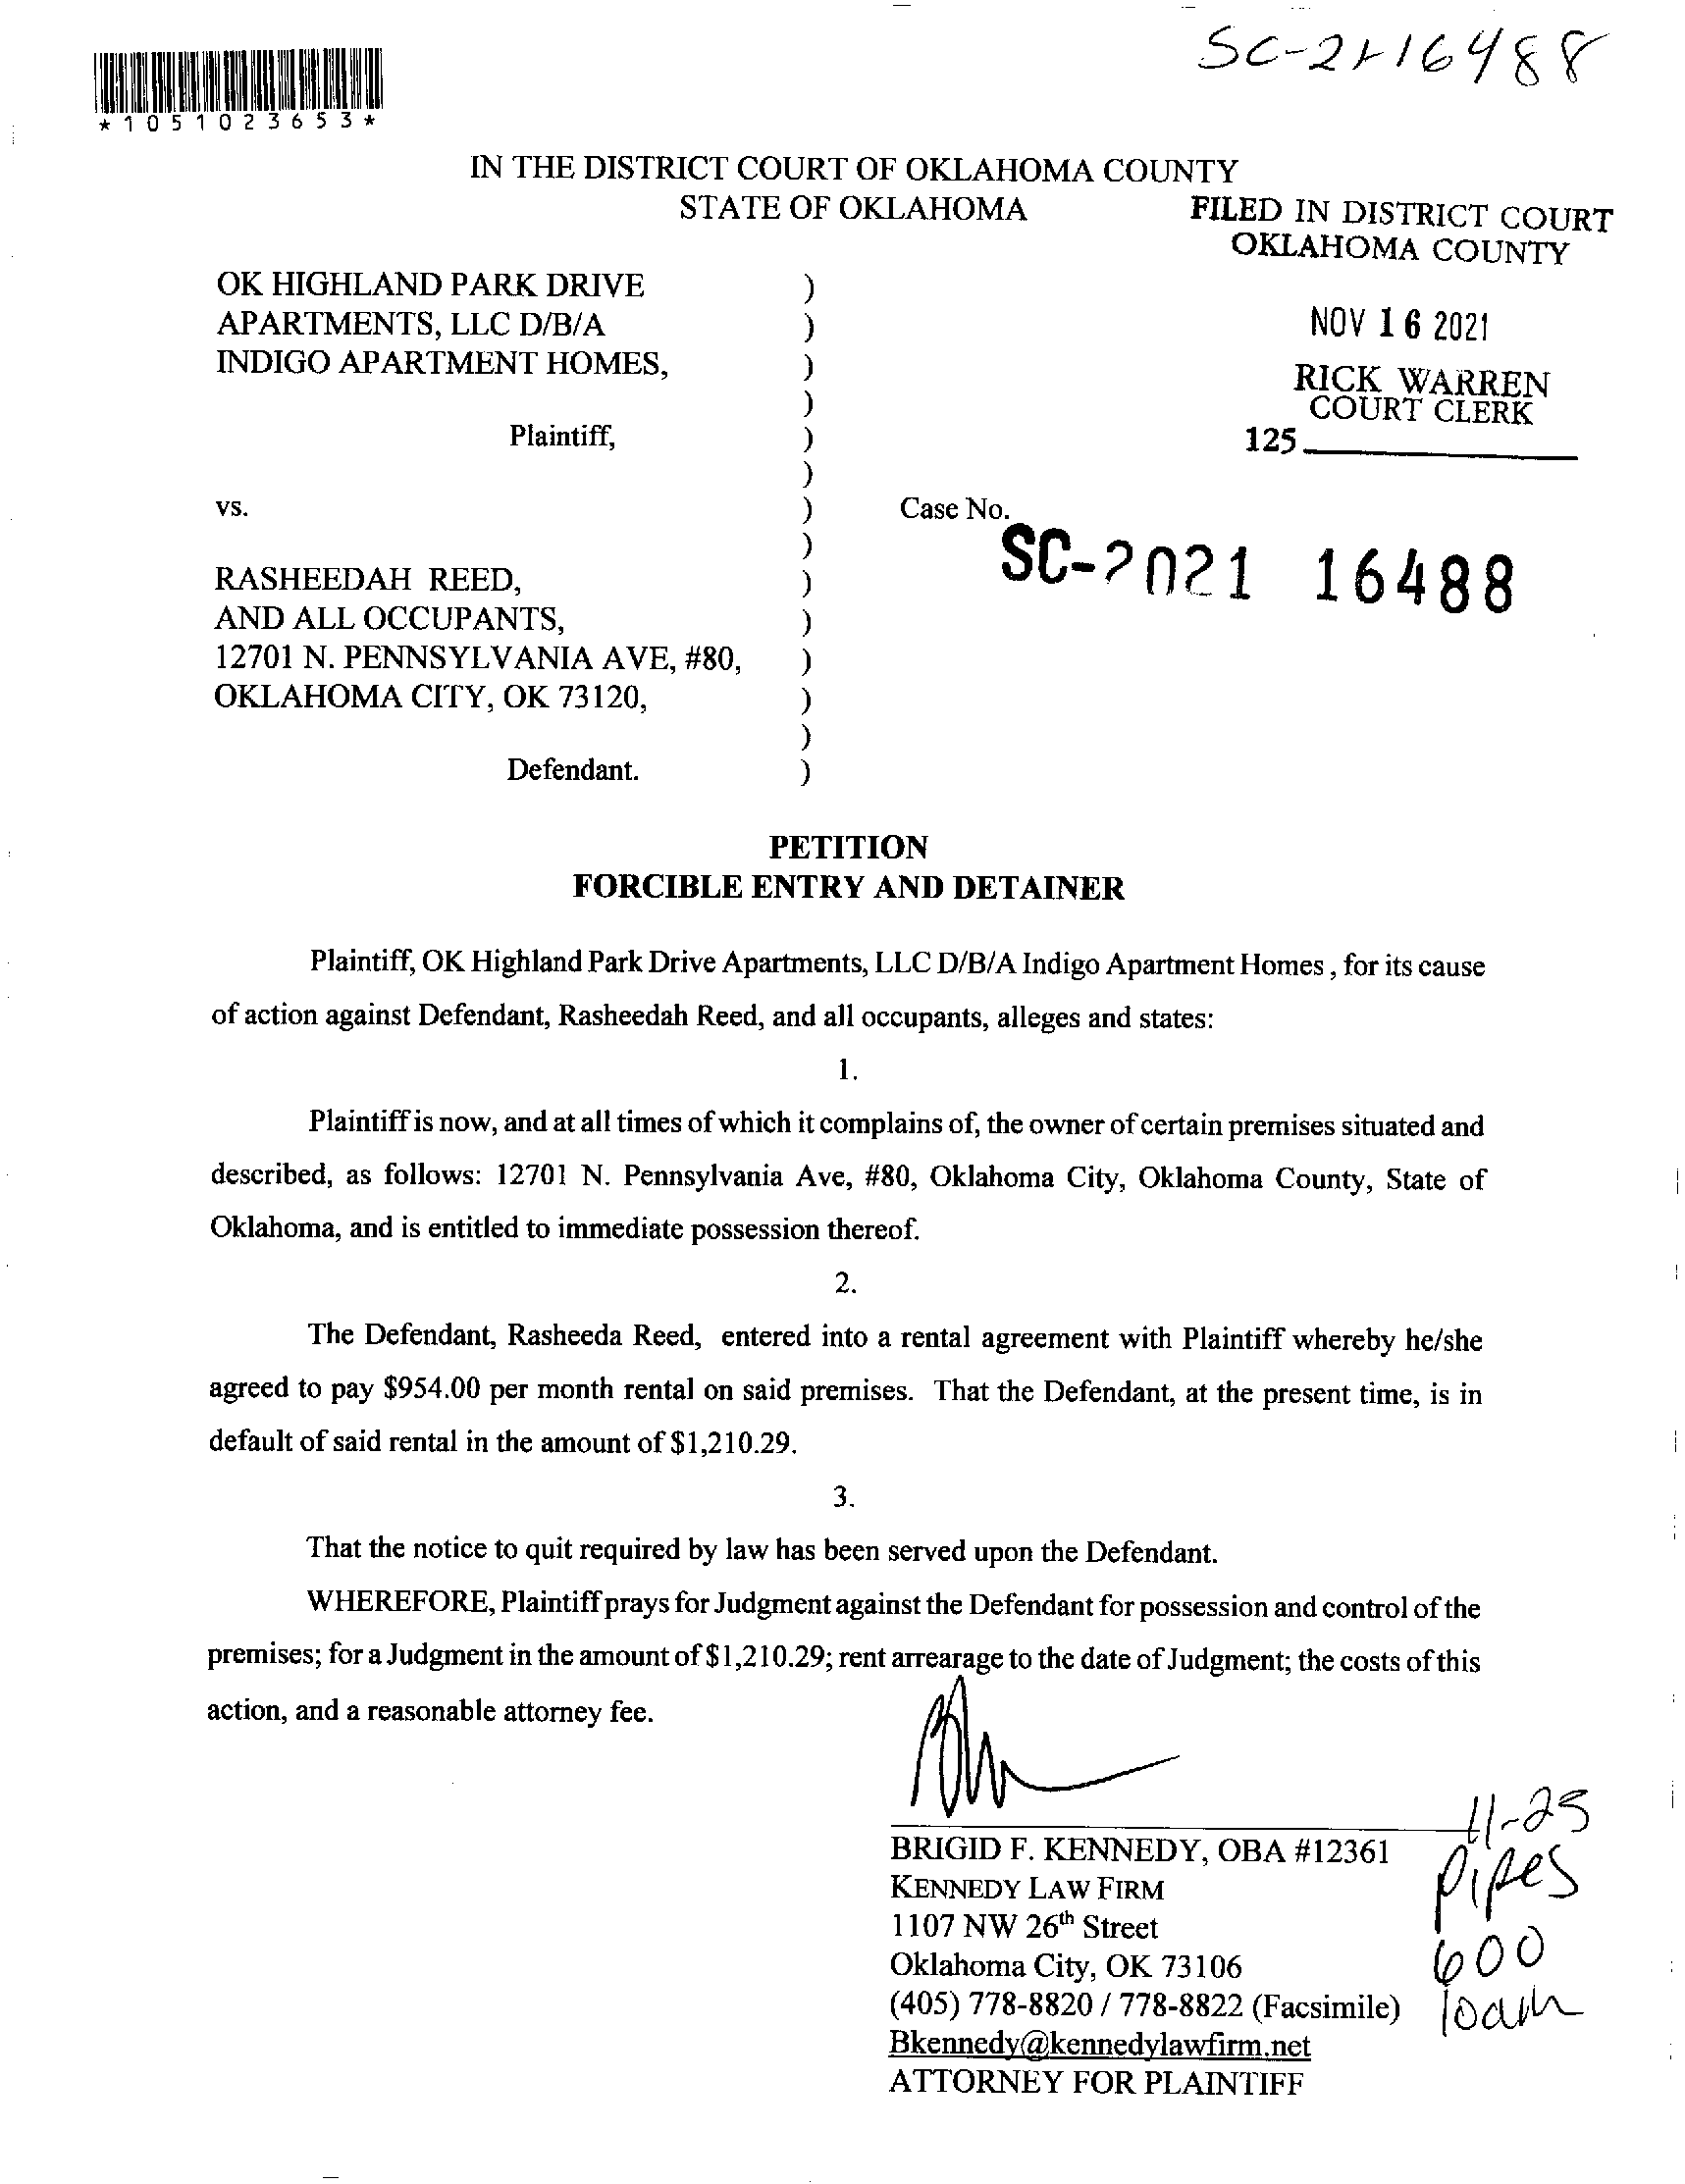 SC-21-16488
*1051023653*
IN THE DISTRICT COURT OF OKLAHOMA COUNTY
STATE OF OKLAHOMA
FILED IN DISTRICT COURT
OKLAHOMA COUNTY
OK HIGHLAND PARK DRIVE )
APARTMENTS, LLC D/B/A )
INDIGO APARTMENT HOMES, )
)
Plaintiff, )
)
NOV 16 2021
RICK WARREN
COURT CLERK
125
vs. ) Case No.
SC-2021 16488
)
RASHEEDAH REED, )
AND ALL OCCUPANTS, )
12701 N. PENNSYLVANIA AVE, #80, )
OKLAHOMA CITY, OK 73120, )
)
Defendant. )
PETITION
FORCIBLE ENTRY AND DETAINER
Plaintiff, OK Highland Park Drive Apartments, LLC D/B/A Indigo Apartment Homes , for its cause
of action against Defendant, Rasheedah Reed, and all occupants, alleges and states:
1.
Plaintiff is now, and at all times of which it complains of, the owner of certain premises situated and
described, as follows: 12701 N. Pennsylvania Ave, #80, Oklahoma City, Oklahoma County, State of
Oklahoma, and is entitled to immediate possession thereof.
2.
The Defendant, Rasheeda Reed, entered into a rental agreement with Plaintiff whereby he/she
agreed to pay $954.00 per month rental on said premises. That the Defendant, at the present time, is in
default of said rental in the amount of $1,210.29.
3.
That the notice to quit required by law has been served upon the Defendant.
WHEREFORE, Plaintiff prays for Judgment against the Defendant for possession and control of the
premises; for a Judgment in the amount of $1,210.29; rent arrearage to the date of Judgment; the costs of this
action, and a reasonable attorney fee.
BRIGID F. KENNEDY, OBA #12361
KENNEDY LAW FIRM
1107 NW 26th Street
Oklahoma City, OK 73106
(405) 778-8820 / 778-8822 (Facsimile)
Bkennedy@kennedylawfirm.net
ATTORNEY FOR PLAINTIFF
11-23
Pipes
600
10am